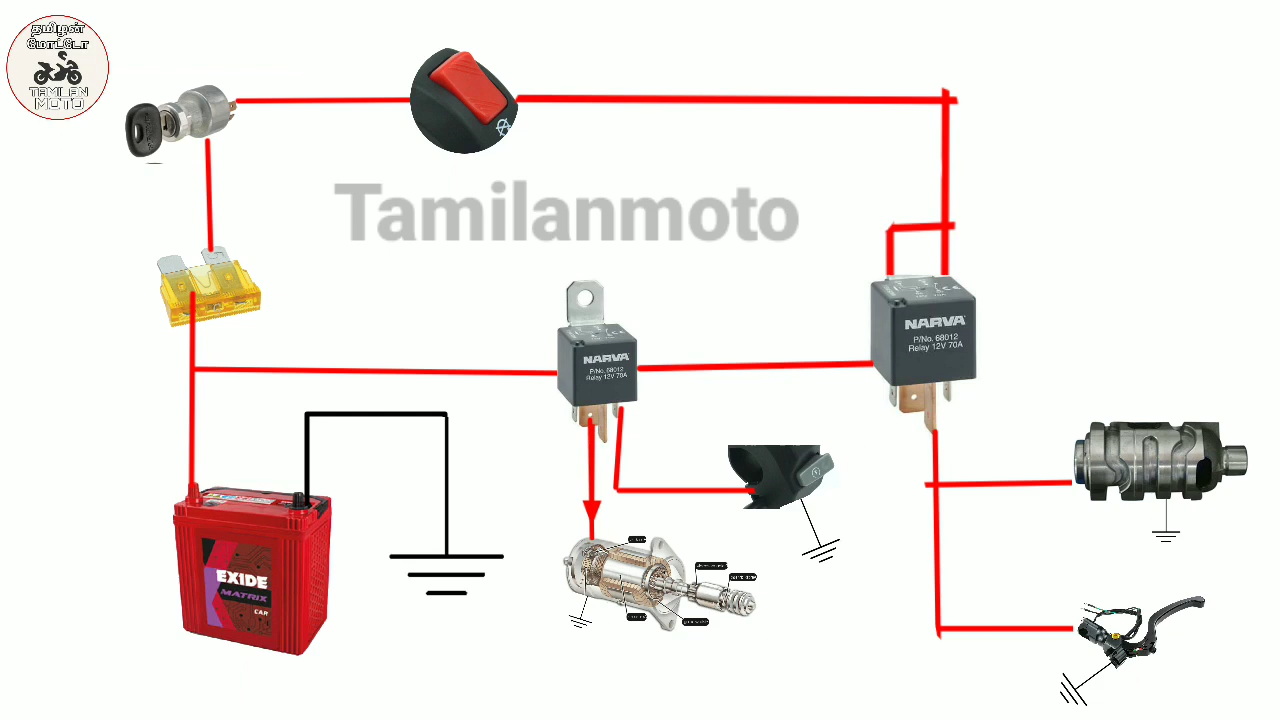 தமிழன்
மோட்டோ
TAMILAN
MOTO
Tamilanmoto
NARVA
P/No. 68012
Relay 12V 70A
NARVA
P/No. 68012
Relay 12V 70A
EXIDE
MATRIX
CAR